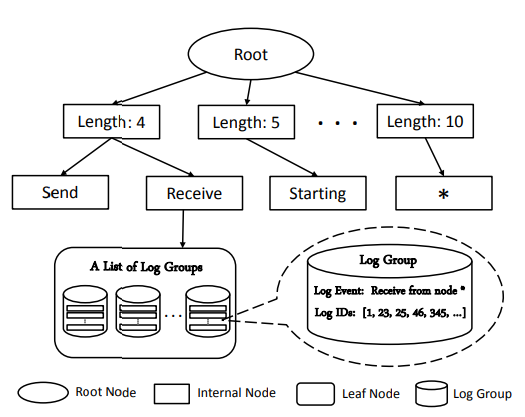 Root
Length: 4
Length: 5
. . .
Length: 10
Send
Receive
Starting
*
A List of Log Groups
...
Log Group
Log Event: Receive from node *
Log IDs: [1, 23, 25, 46, 345, ...]
Root Node
Internal Node
Leaf Node
Log Group